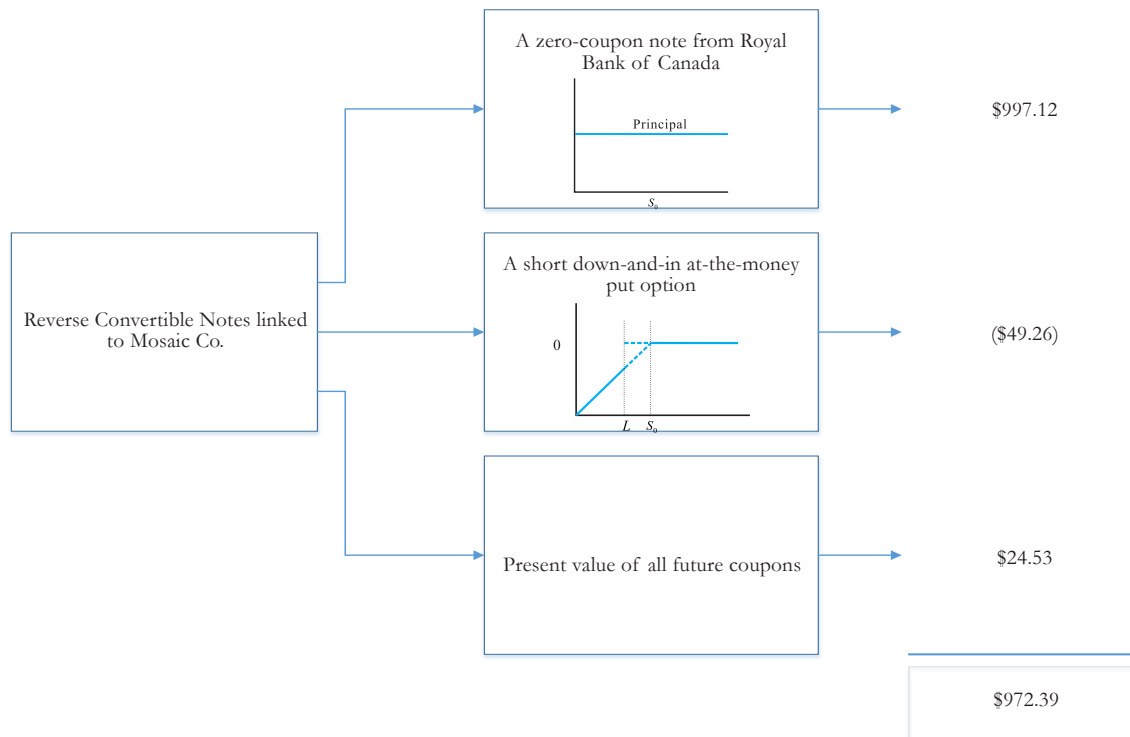 A zero-coupon note from Royal
Bank of Canada
Principal
S₀
$997.12
Reverse Convertible Notes linked
to Mosaic Co.
A short down-and-in at-the-money
put option
0
L S₀
($49.26)
Present value of all future coupons
$24.53
$972.39